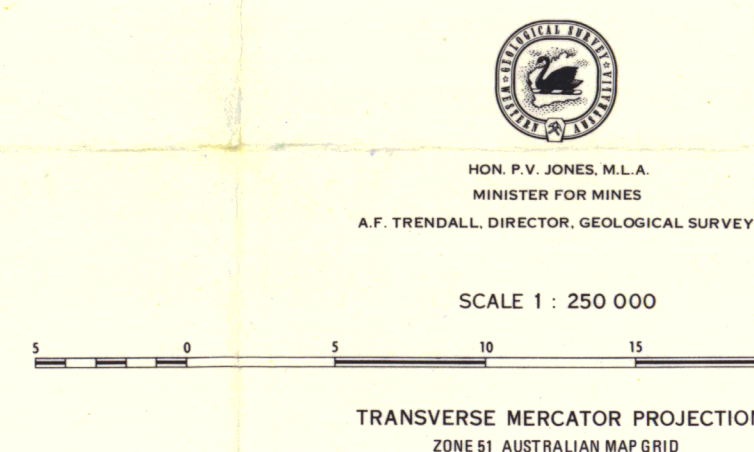 GEOLOGICAL SURVEY
WESTERN AUSTRALIA
HON. P.V. JONES, M.L.A.
MINISTER FOR MINES
A.F. TRENDALL, DIRECTOR, GEOLOGICAL SURVEY
SCALE 1 : 250 000
5 0 5 10 15
TRANSVERSE MERCATOR PROJECTION
ZONE 51 AUSTRALIAN MAP GRID